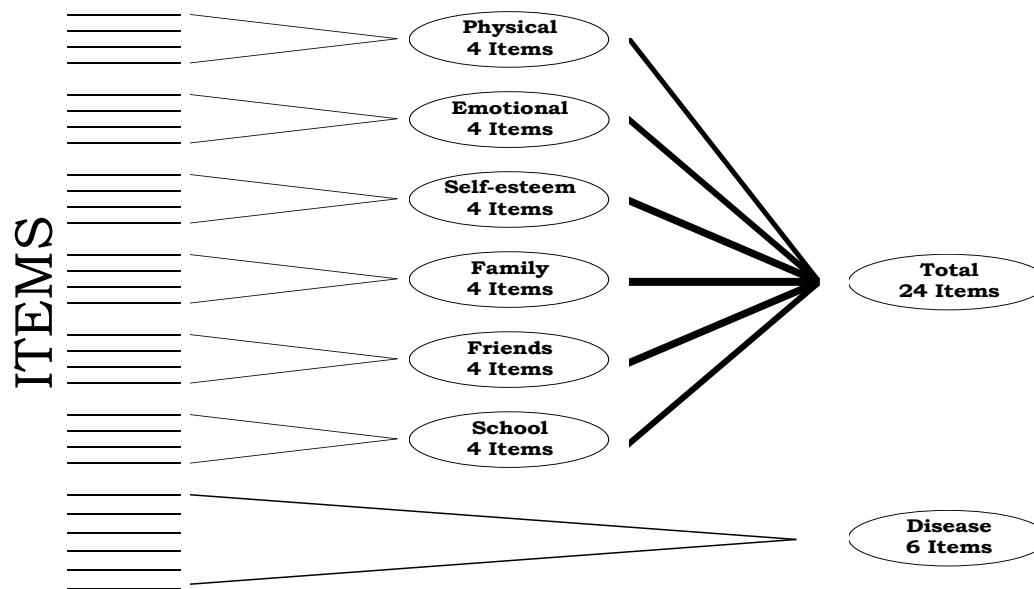 ITEMS
Physical
4 Items
Emotional
4 Items
Self-esteem
4 Items
Family
4 Items
Friends
4 Items
School
4 Items
Total
24 Items
Disease
6 Items